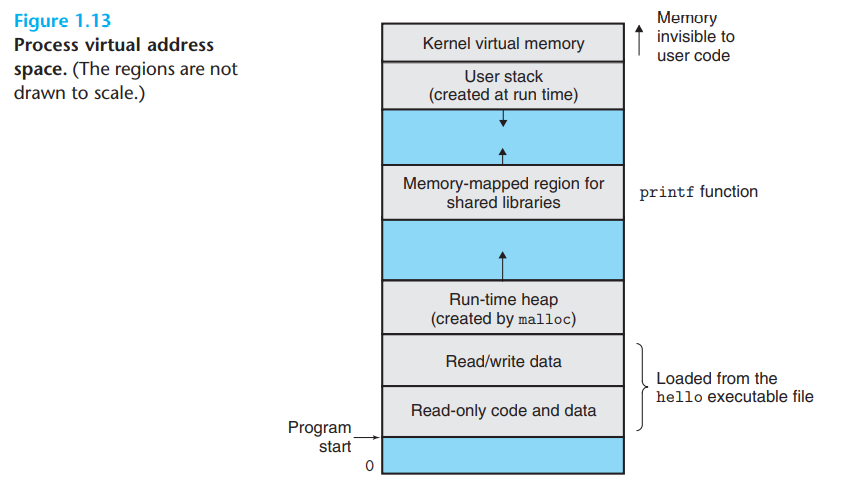 Figure 1.13
Process virtual address
space. (The regions are not
drawn to scale.)
Kernel virtual memory
Memory
invisible to
user code
User stack
(created at run time)
Memory-mapped region for
shared libraries
printf function
Run-time heap
(created by malloc)
Read/write data
Read-only code and data
Loaded from the
hello executable file
Program
start
0